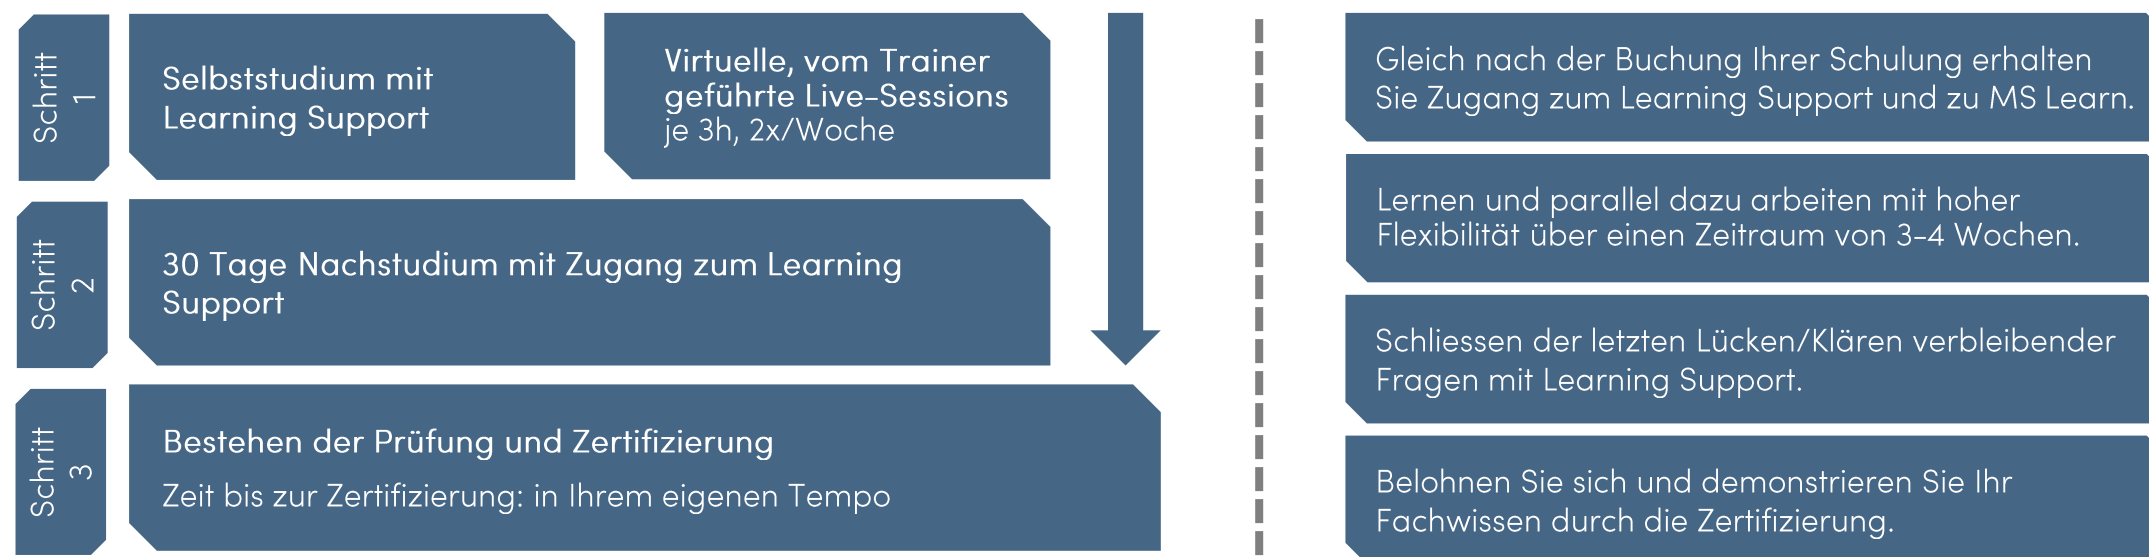 Schritt
1
Selbststudium mit
Learning Support
Virtuelle, vom Trainer
geführte Live-Sessions
je 3h, 2x/Woche
Schritt
2
30 Tage Nachstudium mit Zugang zum Learning
Support
Schritt
3
Bestehen der Prüfung und Zertifizierung
Zeit bis zur Zertifizierung: in Ihrem eigenen Tempo
Gleich nach der Buchung Ihrer Schulung erhalten
Sie Zugang zum Learning Support und zu MS Learn.
Lernen und parallel dazu arbeiten mit hoher
Flexibilität über einen Zeitraum von 3-4 Wochen.
Schliessen der letzten Lücken/Klären verbleibender
Fragen mit Learning Support.
Belohnen Sie sich und demonstrieren Sie Ihr
Fachwissen durch die Zertifizierung.